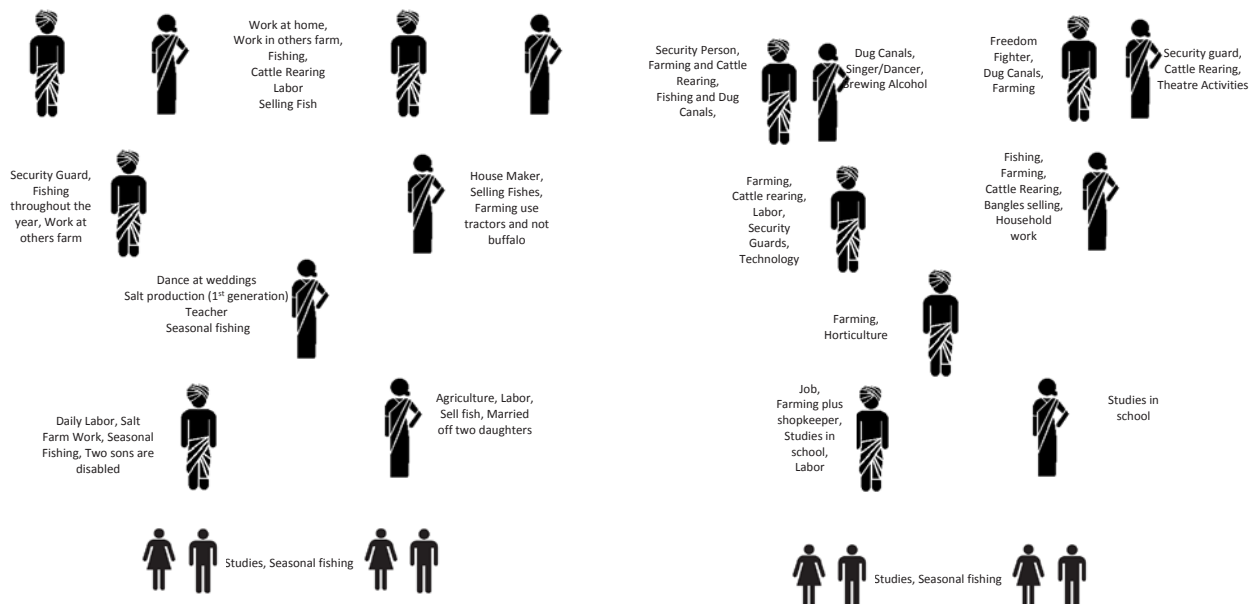 Work at home,
Work in others farm,
Fishing,
Cattle Rearing
Labor
Selling Fish
Security Guard,
Fishing
throughout the
year, Work at
others farm
House Maker,
Selling Fishes,
Farming use
tractors and not
buffalo
Dance at weddings
Salt production (1st generation)
Teacher
Seasonal fishing
Daily Labor, Salt
Farm Work, Seasonal
Fishing, Two sons are
disabled
Agriculture, Labor,
Sell fish, Married
off two daughters
Studies, Seasonal fishing
Security Person,
Farming and Cattle
Rearing,
Fishing and Dug
Canals,
Dug Canals,
Singer/Dancer,
Brewing Alcohol
Freedom
Fighter,
Dug Canals,
Farming
Security guard,
Cattle Rearing,
Theatre Activities
Farming,
Cattle rearing,
Labor,
Security
Guards,
Technology
Fishing,
Farming,
Cattle Rearing,
Bangles selling,
Household
work
Farming,
Horticulture
Job,
Farming plus
shopkeeper,
Studies in
school,
Labor
Studies in
school
Studies, Seasonal fishing